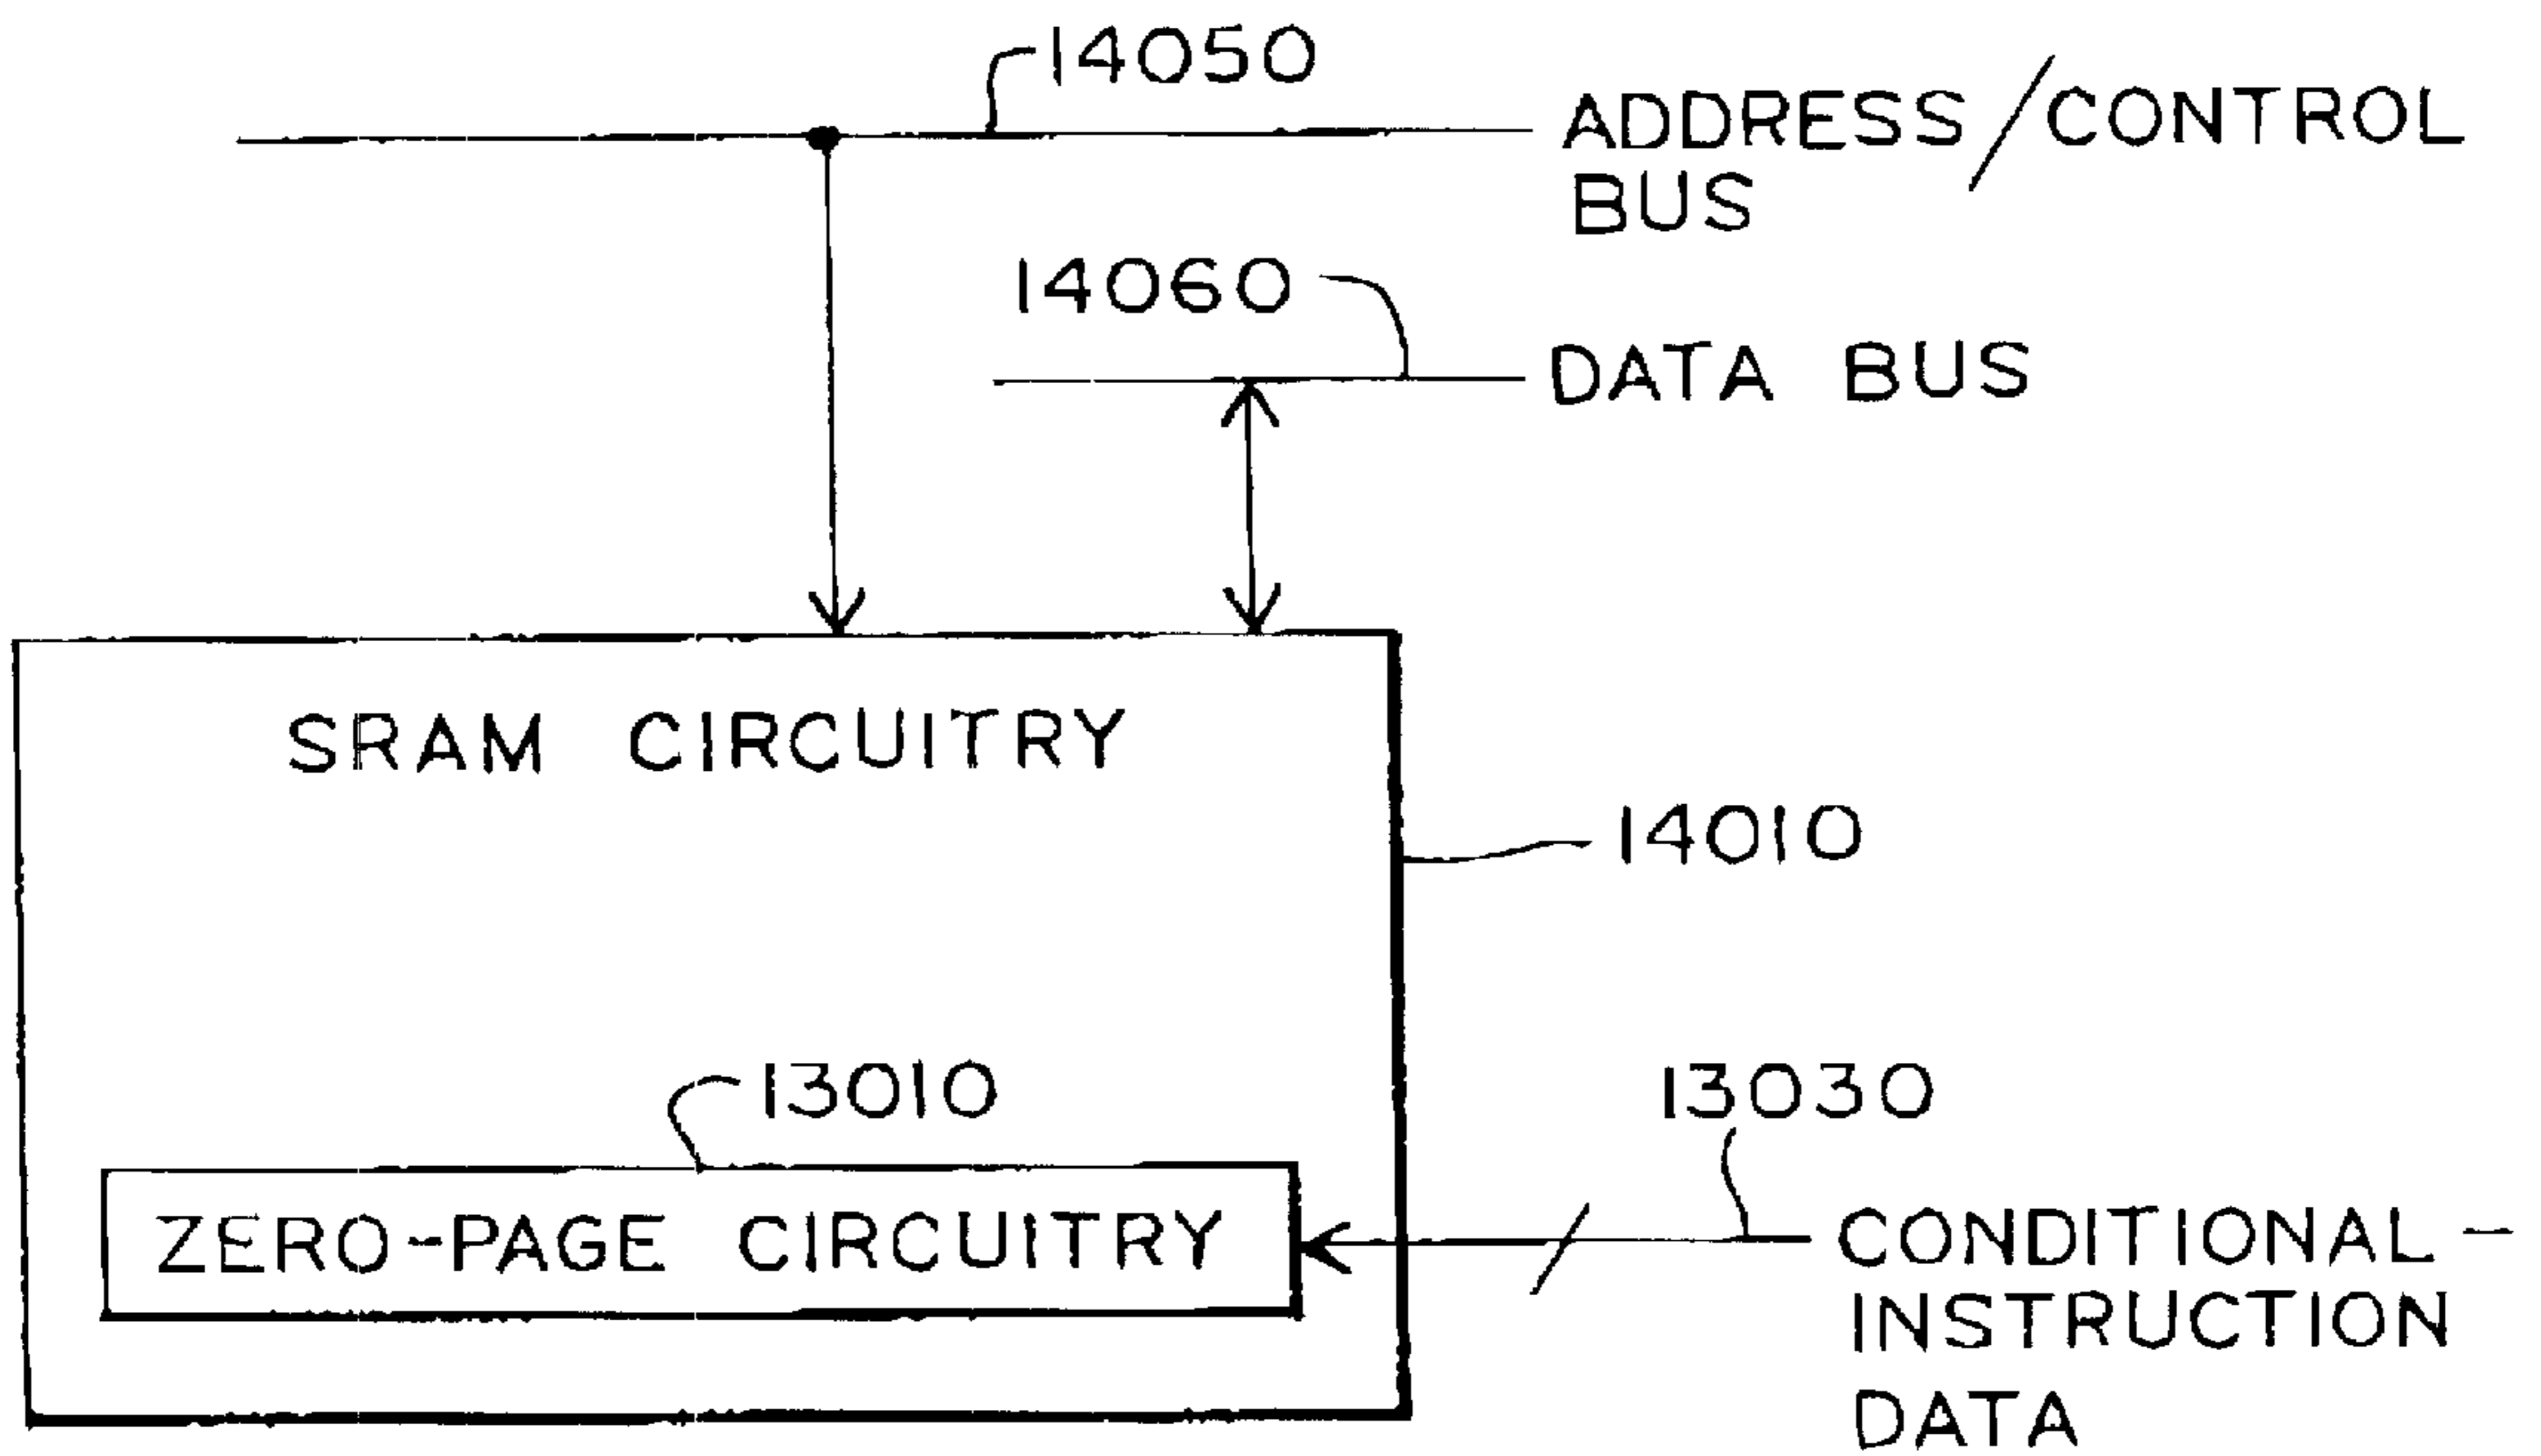 14050
ADDRESS/CONTROL
BUS
14060
DATA BUS
SRAM CIRCUITRY
14010
13010
13030
ZERO-PAGE CIRCUITRY
CONDITIONAL-
INSTRUCTION
DATA